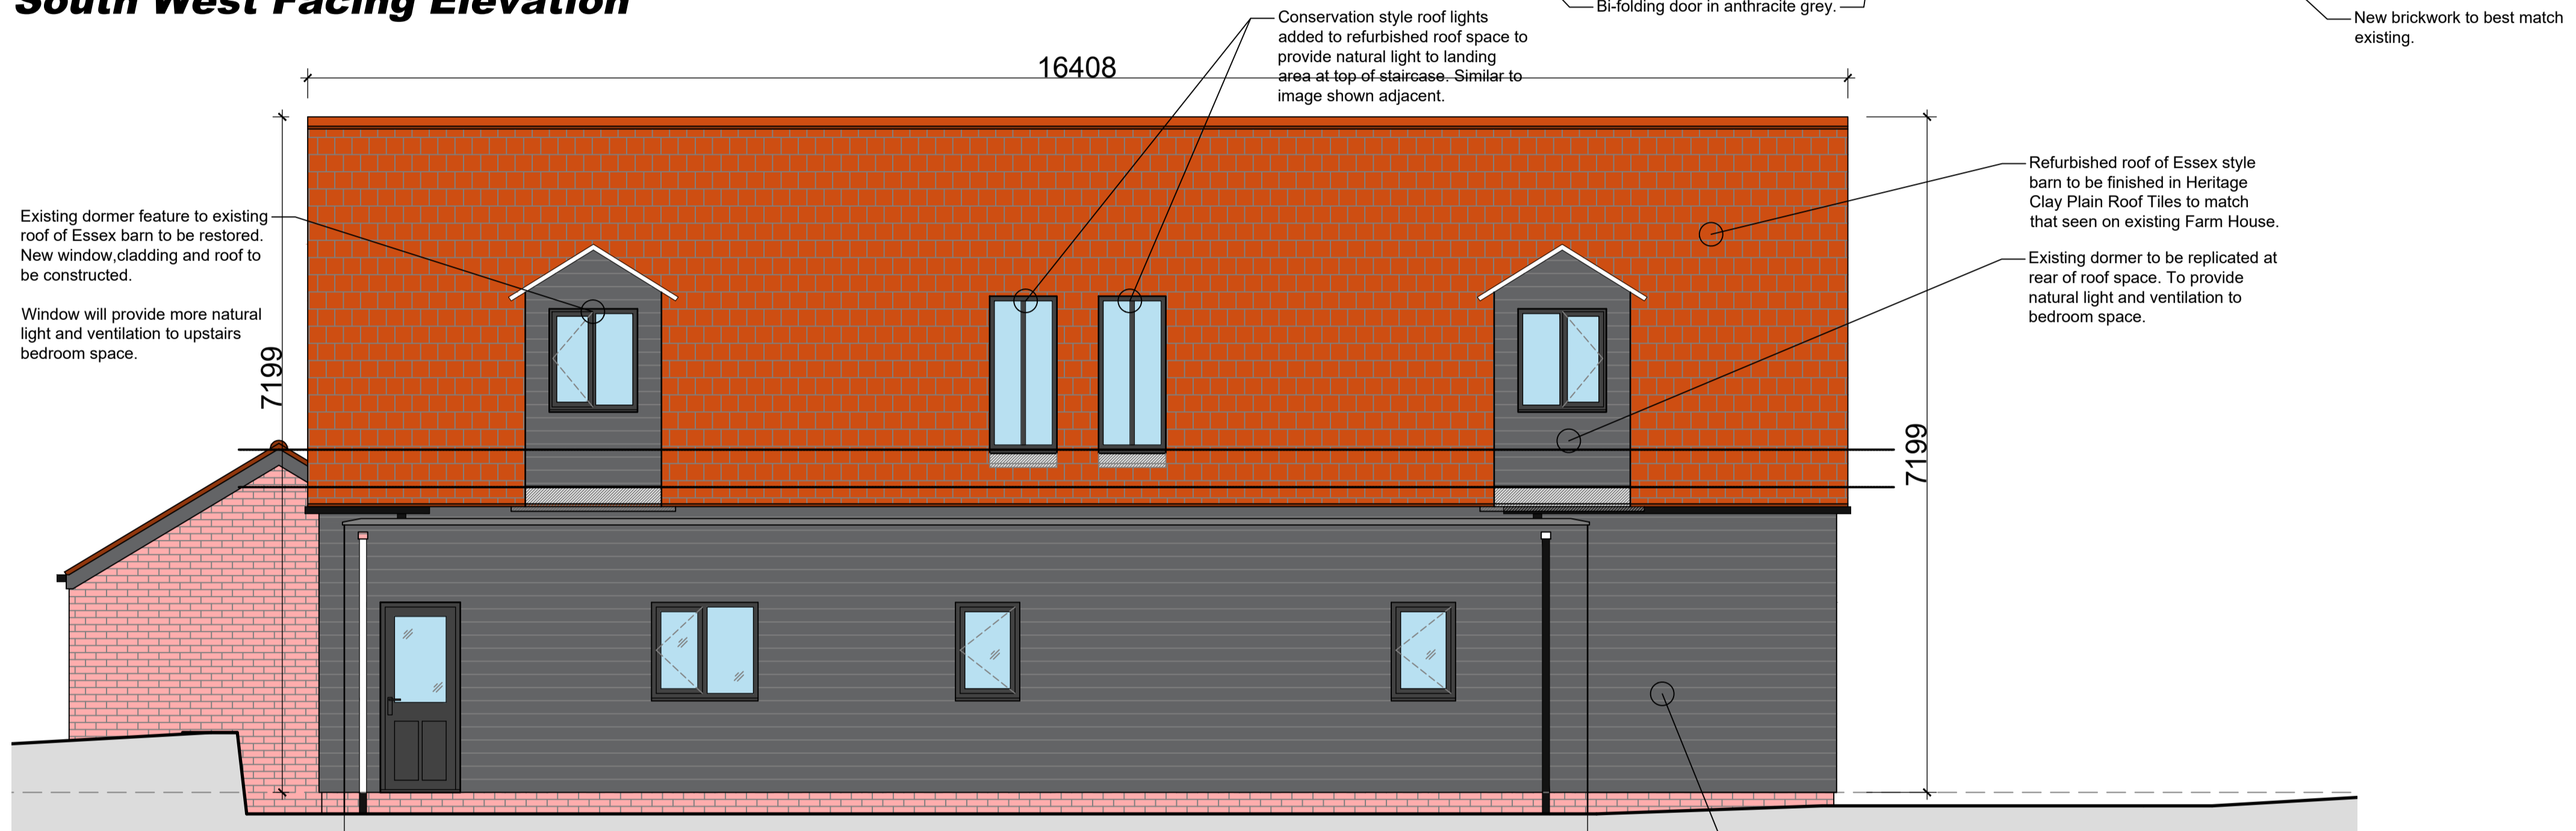 South West Facing Elevation
Bi-folding door in anthracite grey.
New brickwork to best match
existing.
Conservation style roof lights
added to refurbished roof space to
provide natural light to landing
area at top of staircase. Similar to
image shown adjacent.
16408
Refurbished roof of Essex style
barn to be finished in Heritage
Clay Plain Roof Tiles to match
that seen on existing Farm House.
Existing dormer to be replicated at
rear of roof space. To provide
natural light and ventilation to
bedroom space.
Existing dormer feature to existing
roof of Essex barn to be restored.
New window,cladding and roof to
be constructed.
Window will provide more natural
light and ventilation to upstairs
bedroom space.
7199
7199